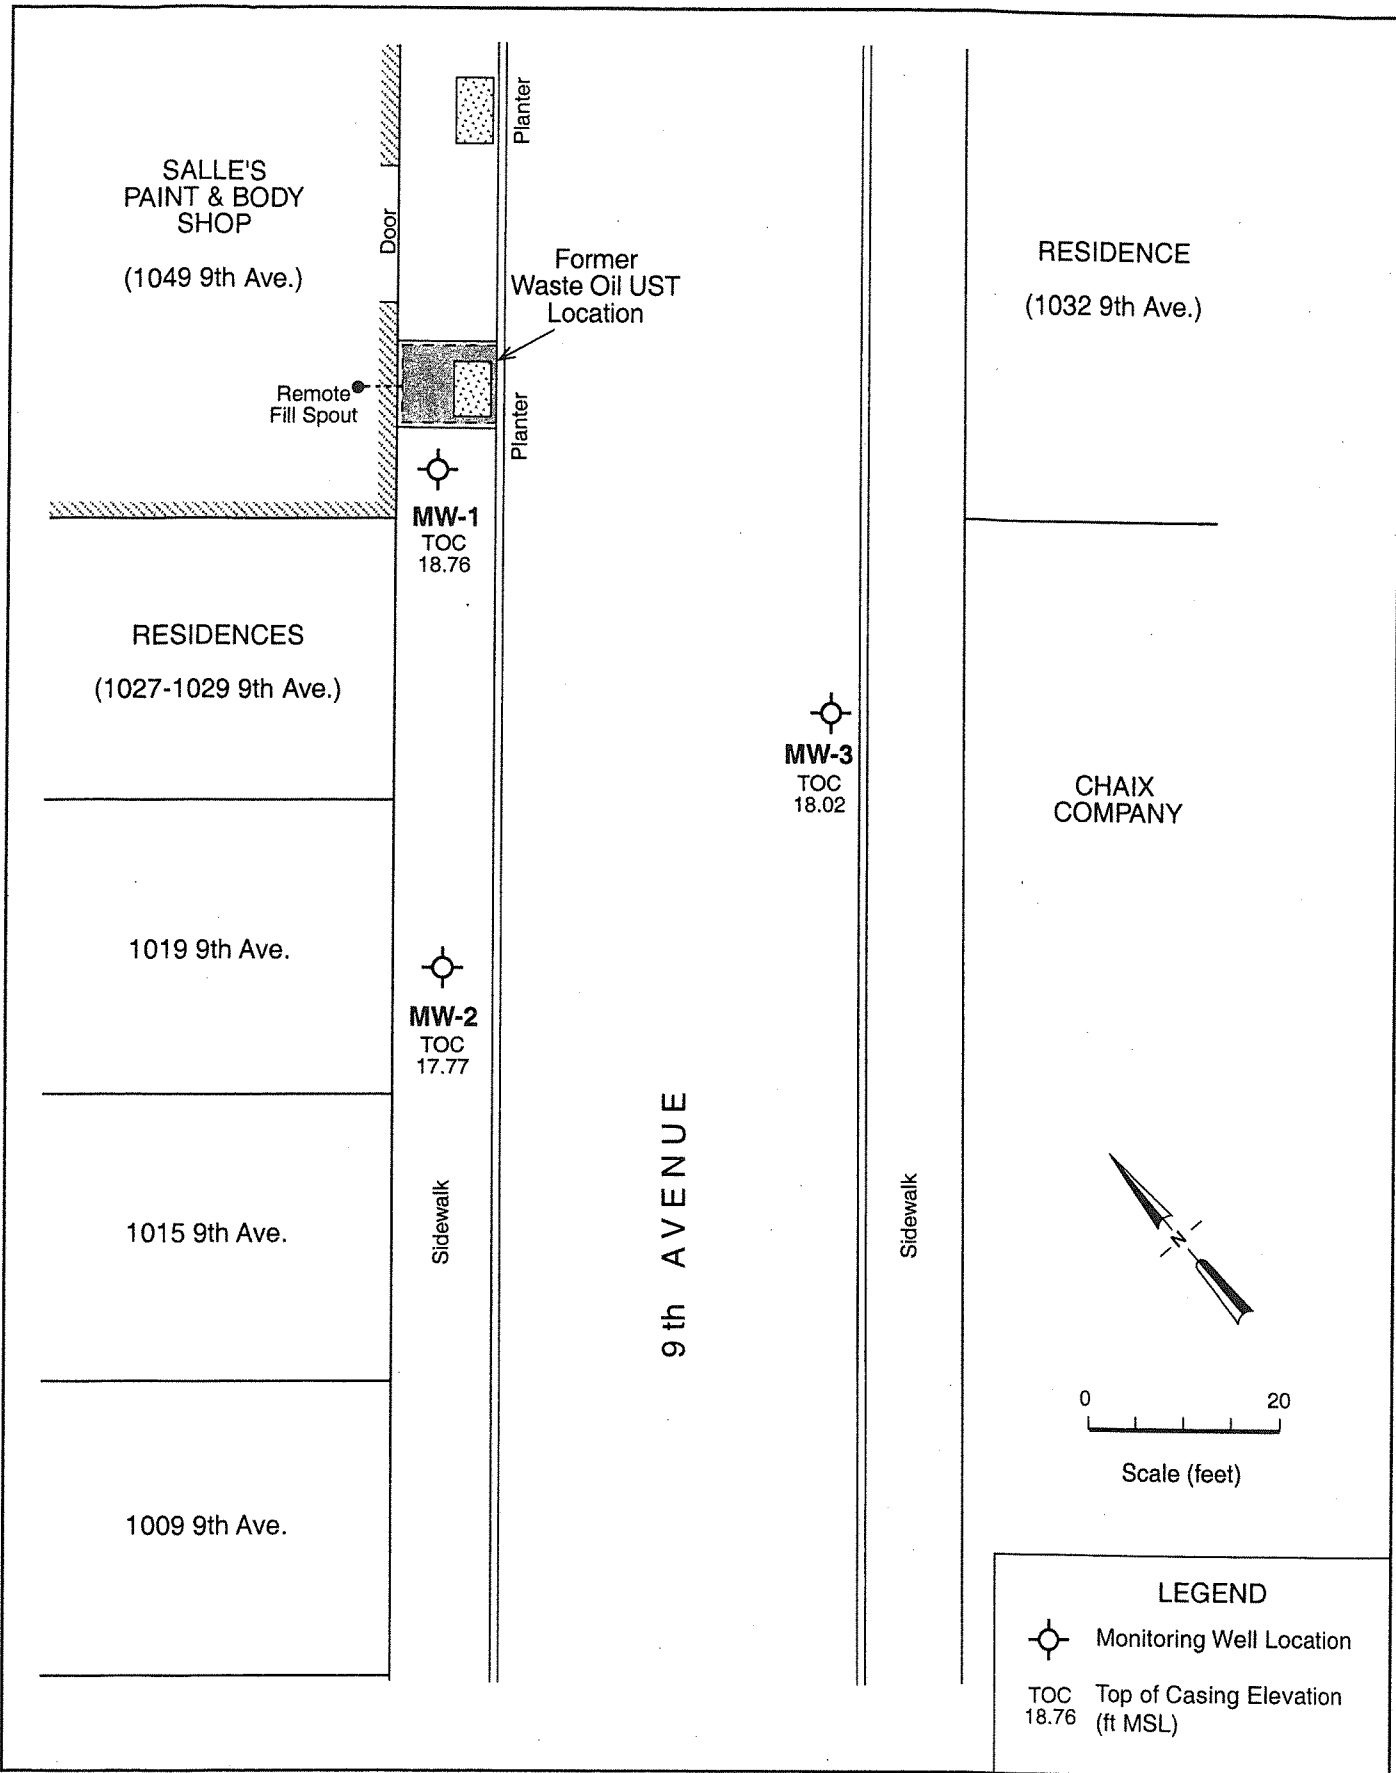 SALLE'S
PAINT & BODY
SHOP
(1049 9th Ave.)
Door
Planter
Former
Waste Oil UST
Location
RESIDENCE
(1032 9th Ave.)
Remote
Fill Spout
Planter
MW-1
TOC
18.76
RESIDENCES
(1027-1029 9th Ave.)
MW-3
TOC
18.02
CHAIX
COMPANY
1019 9th Ave.
MW-2
TOC
17.77
9th AVENUE
Sidewalk
Sidewalk
1015 9th Ave.
N
0 20
Scale (feet)
1009 9th Ave.
LEGEND
Monitoring Well Location
TOC
18.76
Top of Casing Elevation
(ft MSL)